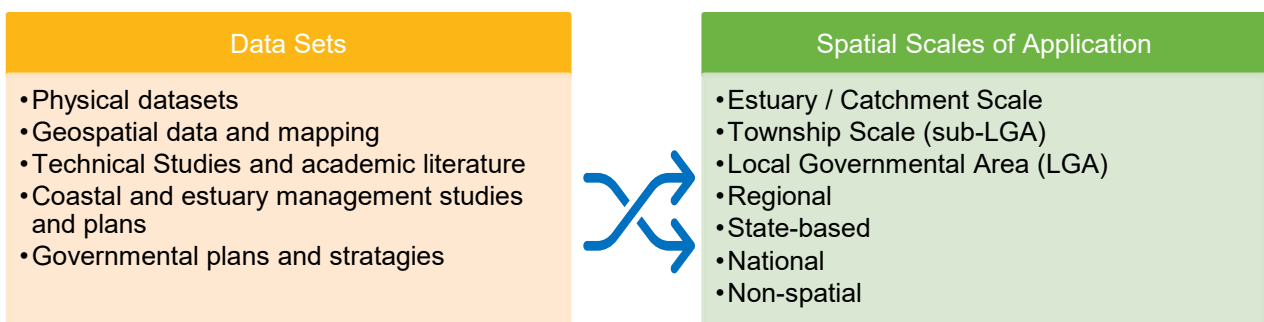 Data Sets
•Physical datasets
•Geospatial data and mapping
•Technical Studies and academic literature
•Coastal and estuary management studies
and plans
•Governmental plans and stratagies
Spatial Scales of Application
•Estuary / Catchment Scale
•Township Scale (sub-LGA)
•Local Governmental Area (LGA)
•Regional
•State-based
•National
•Non-spatial